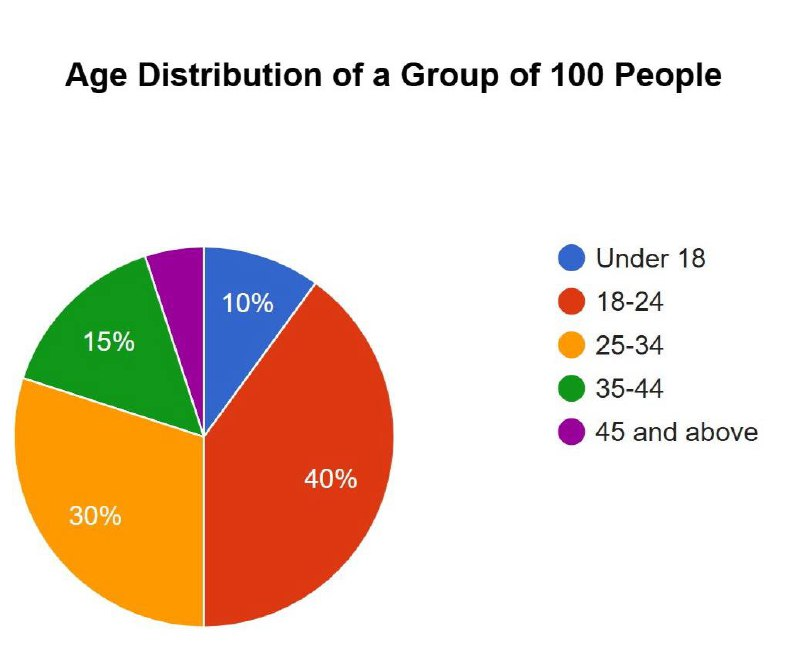 Age Distribution of a Group of 100 People
Under 18
10%
18-24
15%
25-34
35-44
45 and above
40%
30%